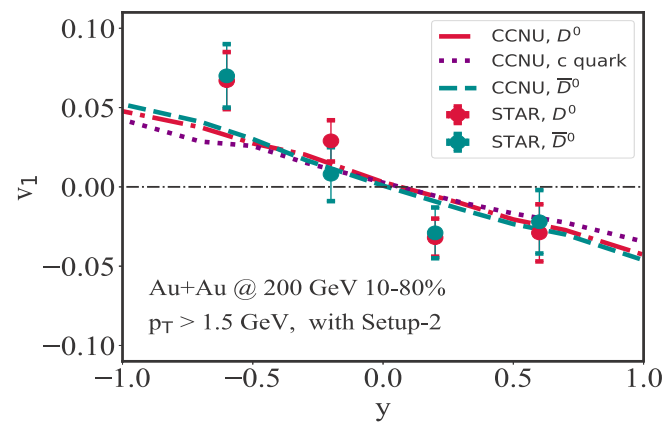 0.10
0.05
0.00
−0.05
−0.10
v₁
CCNU, D⁰
CCNU, c quark
CCNU, D̅⁰
STAR, D⁰
STAR, D̅⁰
Au+Au @ 200 GeV 10-80%
p_T > 1.5 GeV, with Setup-2
−1.0 −0.5 0.0 0.5 1.0
y